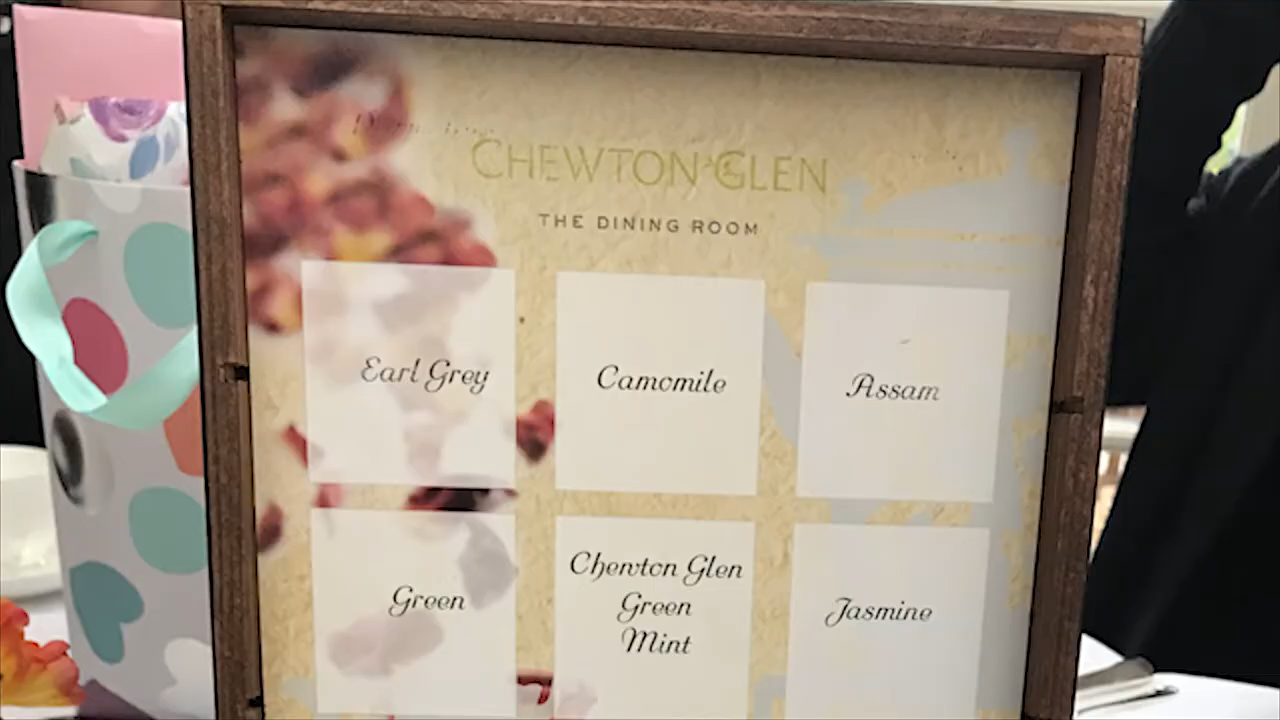 CHEWTON GLEN
THE DINING ROOM
Earl Grey
Camomile
Assam
Green
Chewton Glen
Green
Mint
Jasmine